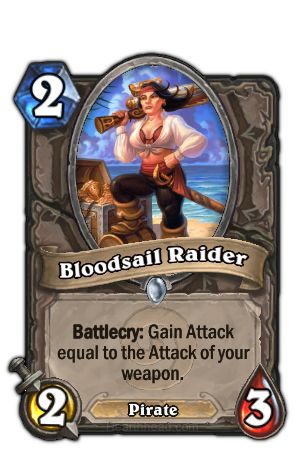 2
Bloodsail Raider
Battlecry: Gain Attack
equal to the Attack of your
weapon.
2
Pirate
3